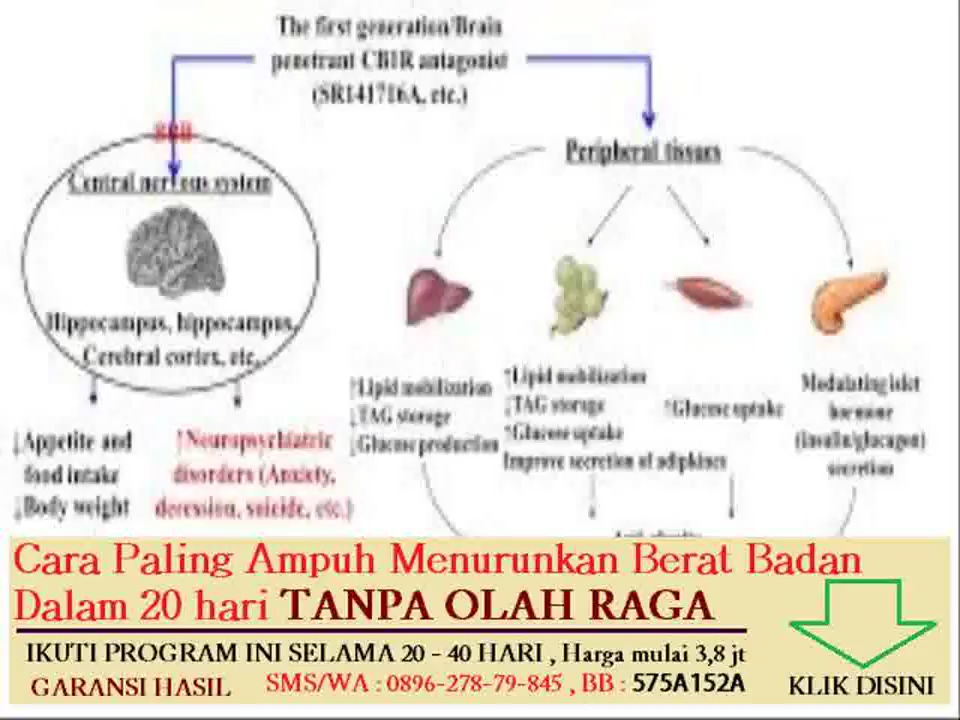 The first generation/Brain
penetrant CB1R antagonist
(SR141716A, etc.)
BBB
Peripheral tissues
Central nervous system
Hippocampus, hippocampus,
Cerebral cortex, etc.
↓Appetite and
food intake
↓Body weight
↑Neuropsychiatric
disorders (Anxiety,
deression, suicide, etc.)
↑Lipid mobilization
↓TAG storage
↓Glucose production
↑Lipid mobilization
↓TAG storage
↑Glucose uptake
Improve secretion of adipkines
↑Glucose uptake
Modulating islet
hormone
(insulin/glucagon)
secretion
Cara Paling Ampuh Menurunkan Berat Badan
Dalam 20 hari TANPA OLAH RAGA
IKUTI PROGRAM INI SELAMA 20 - 40 HARI , Harga mulai 3,8 jt
GARANSI HASIL SMS/WA : 0896-278-79-845 , BB : 575A152A
KLIK DISINI